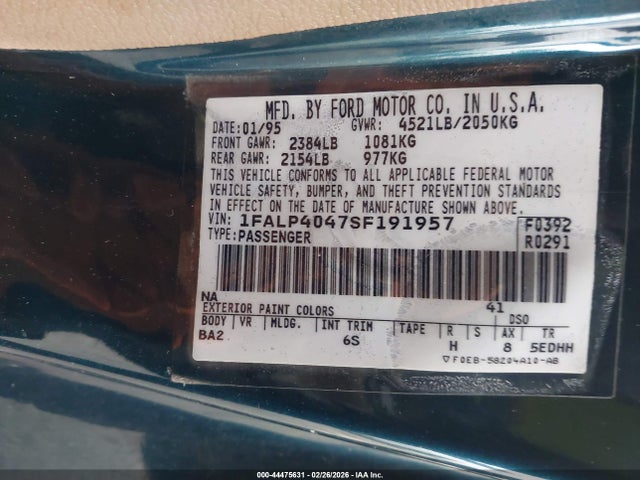 MFD. BY FORD MOTOR CO. IN U.S.A.
DATE: 01/95 GVWR: 4521LB/2050KG
FRONT GAWR: 2384LB 1081KG
REAR GAWR: 2154LB 977KG
THIS VEHICLE CONFORMS TO ALL APPLICABLE FEDERAL MOTOR
VEHICLE SAFETY, BUMPER, AND THEFT PREVENTION STANDARDS
IN EFFECT ON THE DATE OF MANUFACTURE SHOWN ABOVE.
VIN: 1FALP4047SF191957 F0392
TYPE: PASSENGER R0291
NA 41
EXTERIOR PAINT COLORS DSO
BODY VR MLDG. INT TRIM TAPE R S AX TR
BA2 6S H 8 5EDHH
▽ F0EB-58204A10-AB
000-44475631 - 02/26/2026 - IAA Inc.